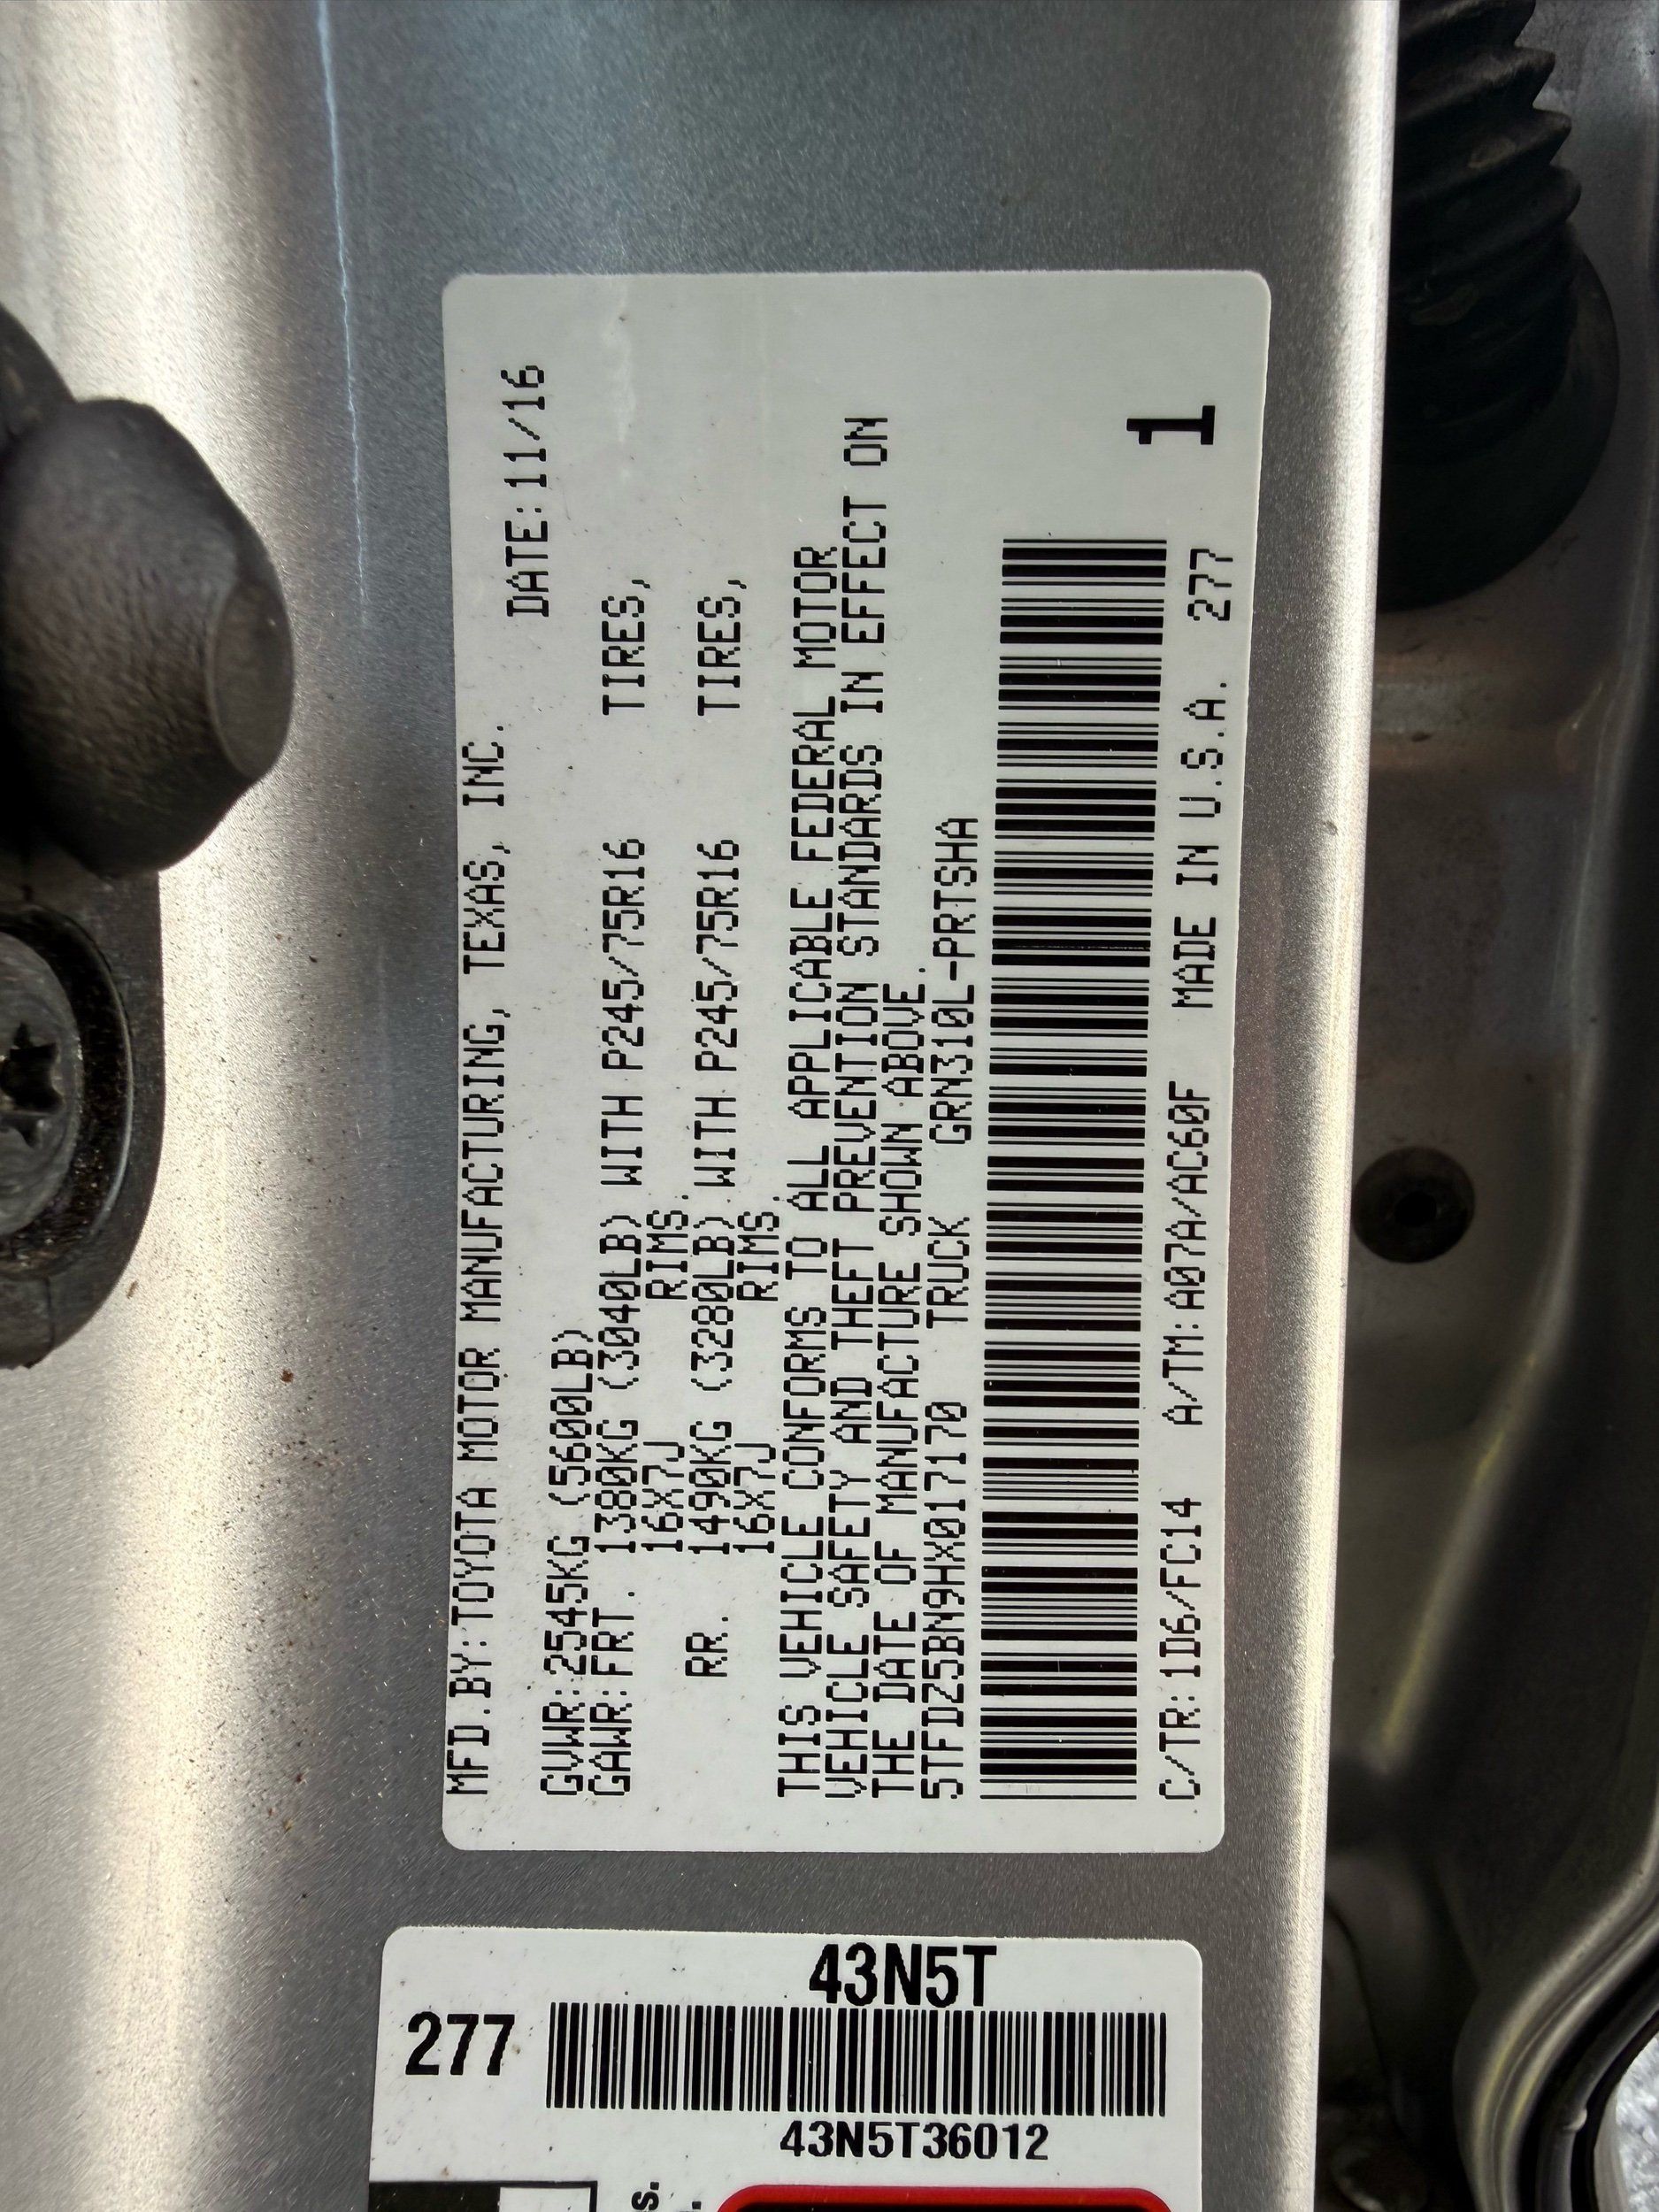 MFD.BY:TOYOTA MOTOR MANUFACTURING, TEXAS, INC.
DATE:11/16
GVWR:2545KG (5600LB)
GAWR:FRT. 1380KG (3040LB) WITH P245/75R16 TIRES,
16X7J RIMS.
RR. 1490KG (3280LB) WITH P245/75R16 TIRES,
16X7J RIMS.
THIS VEHICLE CONFORMS TO ALL APPLICABLE FEDERAL MOTOR
VEHICLE SAFETY AND THEFT PREVENTION STANDARDS IN EFFECT ON
THE DATE OF MANUFACTURE SHOWN ABOVE.
5TFDZ5BN9HX017170 TRUCK GRN310L-PRTSHA
C/TR:1D6/FC14 A/TM:A07A/AC60F MADE IN U.S.A. 277
1
43N5T
277
43N5T36012